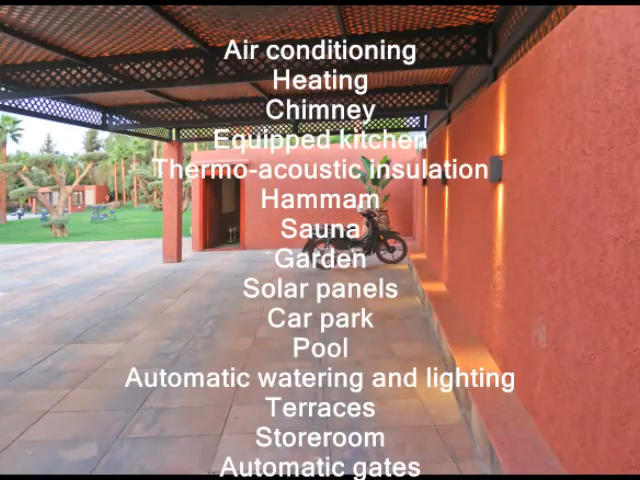 Air conditioning
Heating
Chimney
Equipped kitchen
Thermo-acoustic insulation
Hammam
Sauna
Garden
Solar panels
Car park
Pool
Automatic watering and lighting
Terraces
Storeroom
Automatic gates